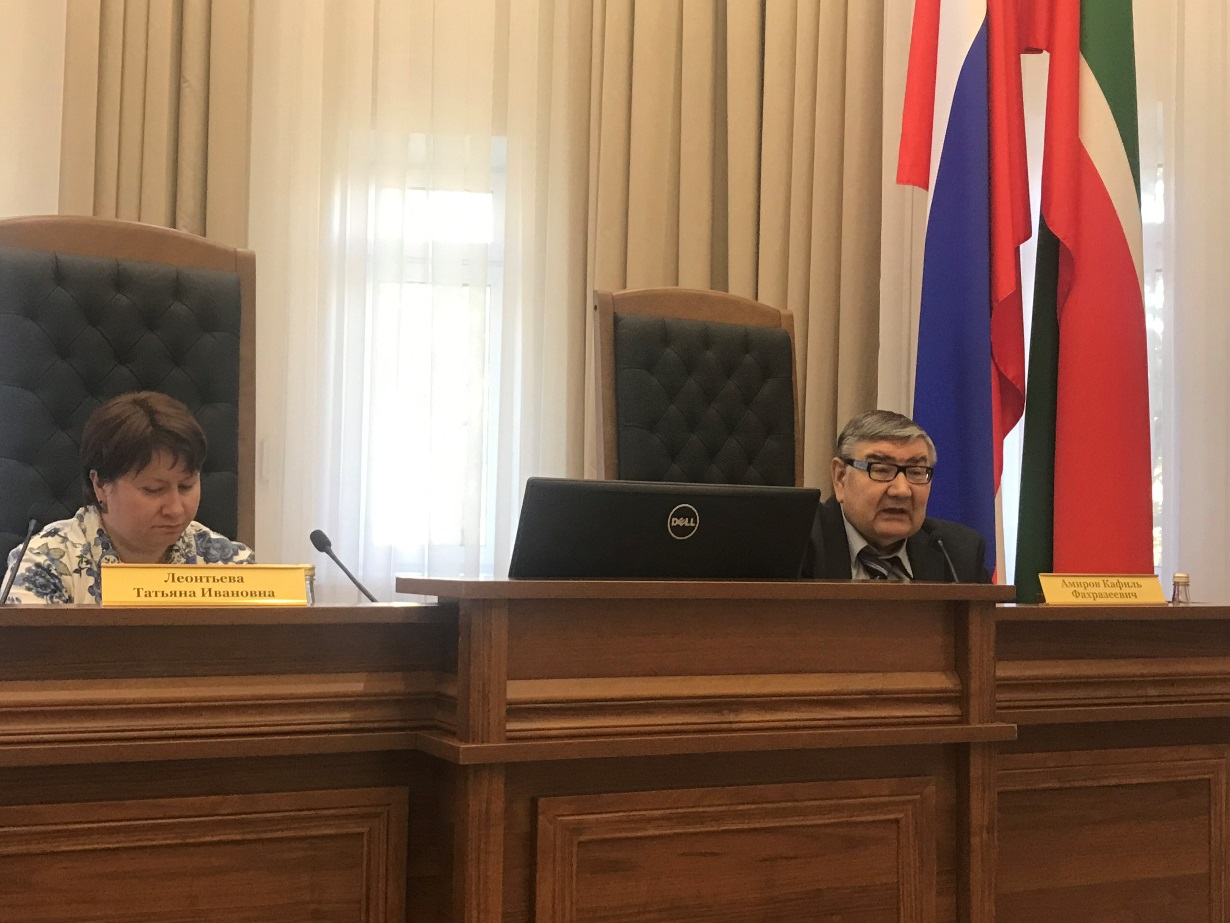 Леонтьева
Татьяна Ивановна
DELL
Амиров Кафиль
Фахразеевич